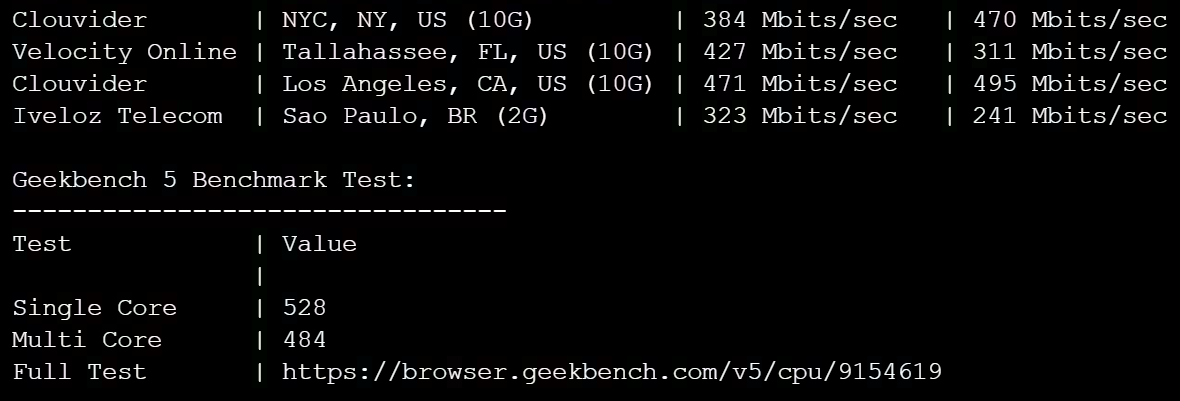 Clouvider       | NYC, NY, US (10G)         | 384 Mbits/sec   | 470 Mbits/sec
Velocity Online | Tallahassee, FL, US (10G) | 427 Mbits/sec   | 311 Mbits/sec
Clouvider       | Los Angeles, CA, US (10G) | 471 Mbits/sec   | 495 Mbits/sec
Iveloz Telecom  | Sao Paulo, BR (2G)        | 323 Mbits/sec   | 241 Mbits/sec
Geekbench 5 Benchmark Test:
---------------------------------
Test            | Value
                |
Single Core     | 528
Multi Core      | 484
Full Test       | https://browser.geekbench.com/v5/cpu/9154619